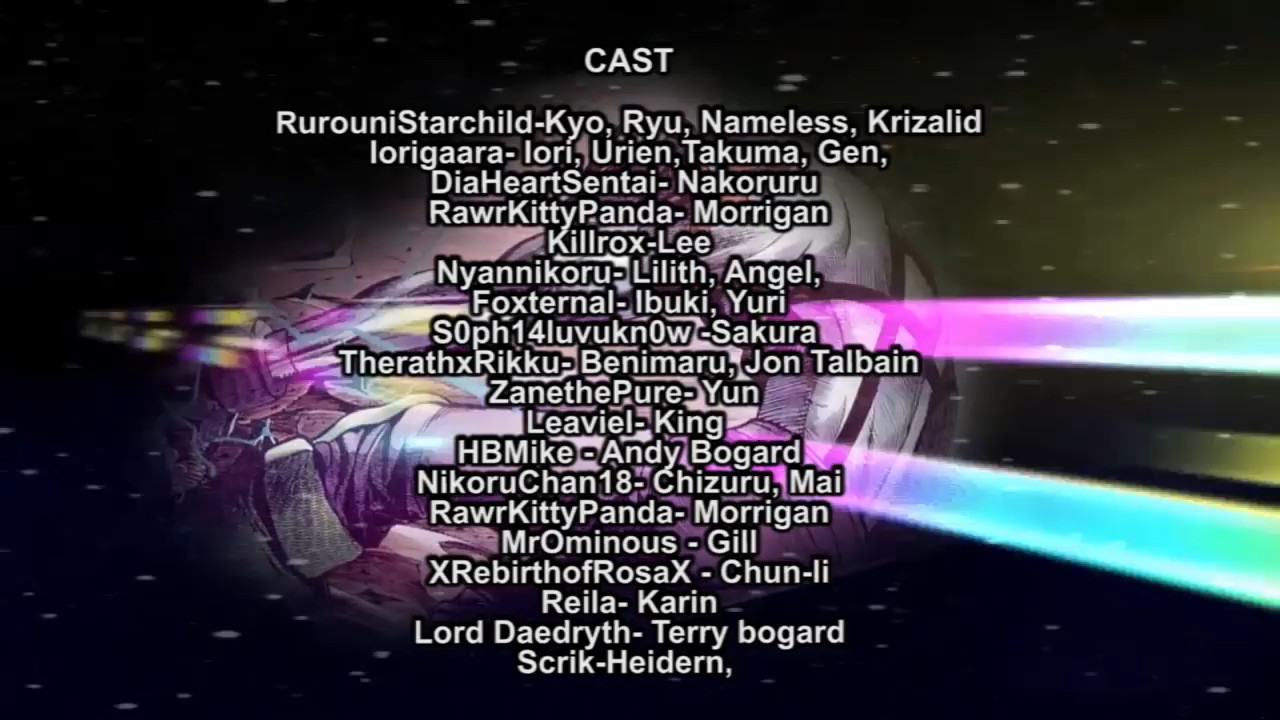 CAST
RurouniStarchild-Kyo, Ryu, Nameless, Krizalid
Iorigaara- Iori, Urien,Takuma, Gen,
DiaHeartSentai- Nakoruru
RawrKittyPanda- Morrigan
Killrox-Lee
Nyannikoru- Lilith, Angel,
Foxternal- Ibuki, Yuri
S0ph14luvukn0w -Sakura
TherathxRikku- Benimaru, Jon Talbain
ZanethePure- Yun
Leaviel- King
HBMike - Andy Bogard
NikoruChan18- Chizuru, Mai
RawrKittyPanda- Morrigan
MrOminous - Gill
XRebirthofRosaX - Chun-li
Reila- Karin
Lord Daedryth- Terry bogard
Scrik-Heidern,